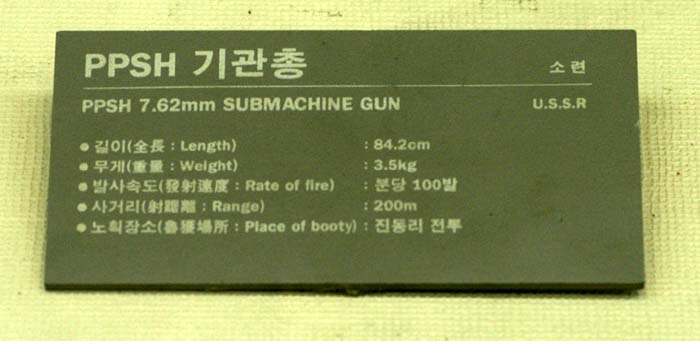 PPSH 기관총 소련
PPSH 7.62mm SUBMACHINE GUN U.S.S.R
● 길이(全長 : Length) : 84.2cm
● 무게(重量 : Weight) : 3.5kg
● 발사속도(發射速度 : Rate of fire) : 분당 100발
● 사거리(射距離 : Range) : 200m
● 노획장소(鹵獲場所 : Place of booty) : 진동리 전투